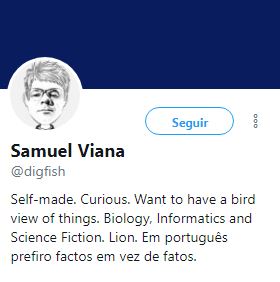 Seguir
Samuel Viana
@digfish
Self-made. Curious. Want to have a bird
view of things. Biology, Informatics and
Science Fiction. Lion. Em português
prefiro factos em vez de fatos.